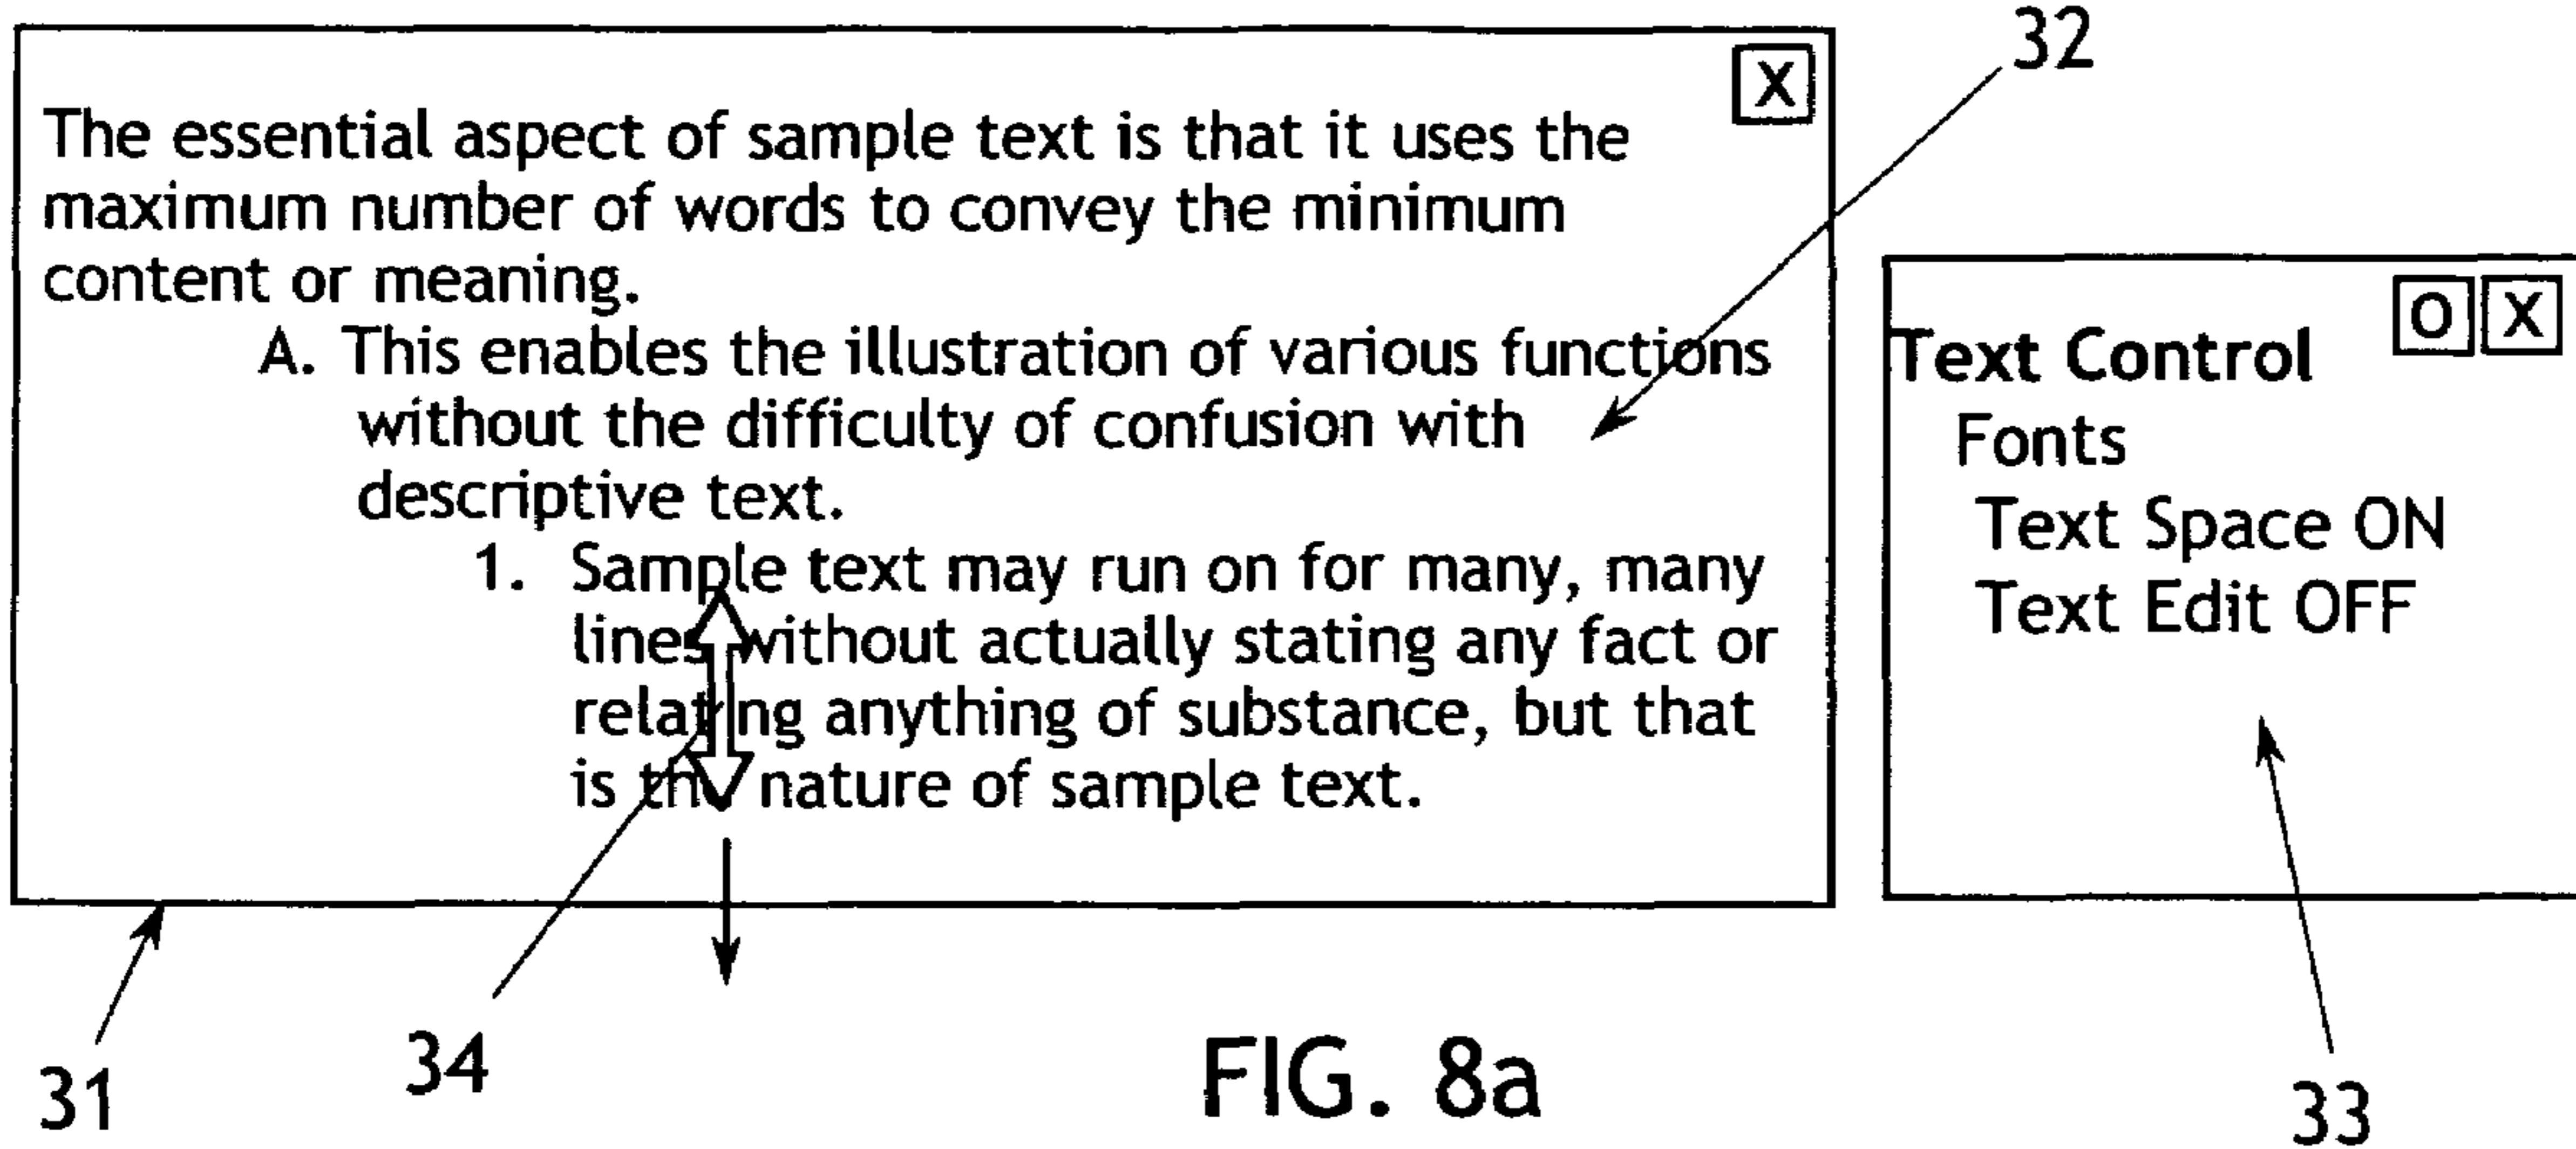 32
X
The essential aspect of sample text is that it uses the
maximum number of words to convey the minimum
content or meaning.
A. This enables the illustration of various functions
without the difficulty of confusion with
descriptive text.
1. Sample text may run on for many, many
lines without actually stating any fact or
relating anything of substance, but that
is the nature of sample text.
O X
Text Control
Fonts
Text Space ON
Text Edit OFF
31
34
33
FIG. 8a